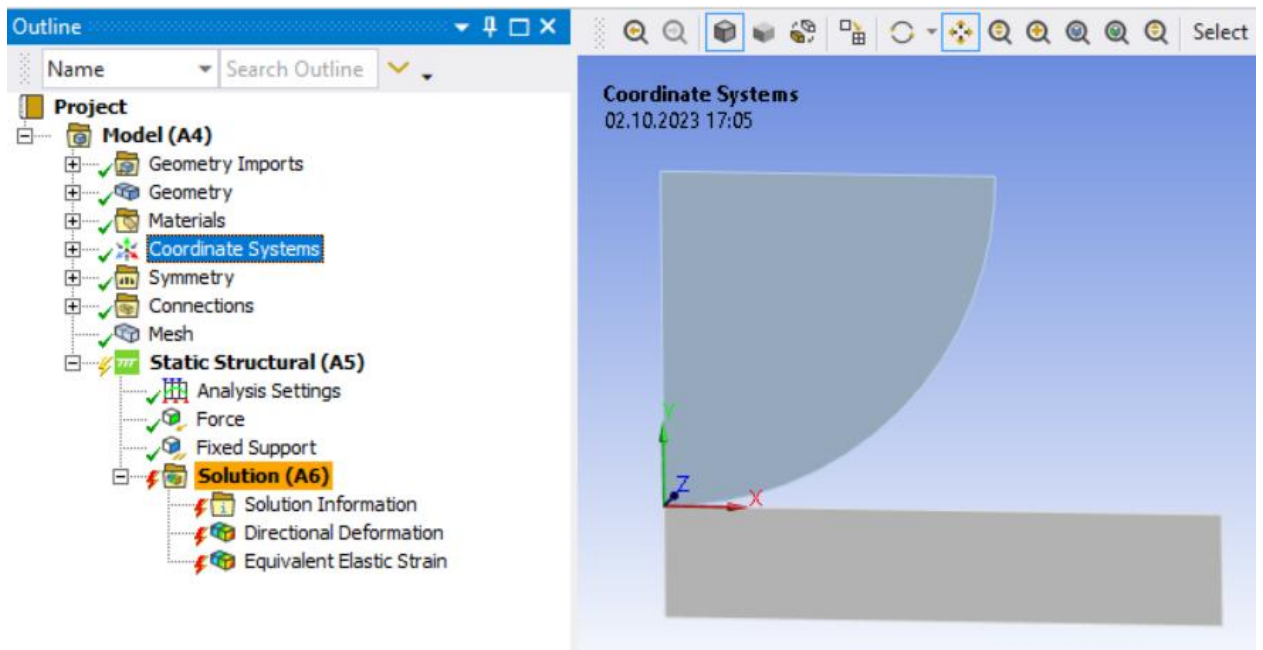 Outline
Name
Search Outline
Select
Project
Model (A4)
Geometry Imports
Geometry
Materials
Coordinate Systems
Symmetry
Connections
Mesh
Static Structural (A5)
Analysis Settings
Force
Fixed Support
Solution (A6)
Solution Information
Directional Deformation
Equivalent Elastic Strain
Coordinate Systems
02.10.2023 17:05
Y
Z
X